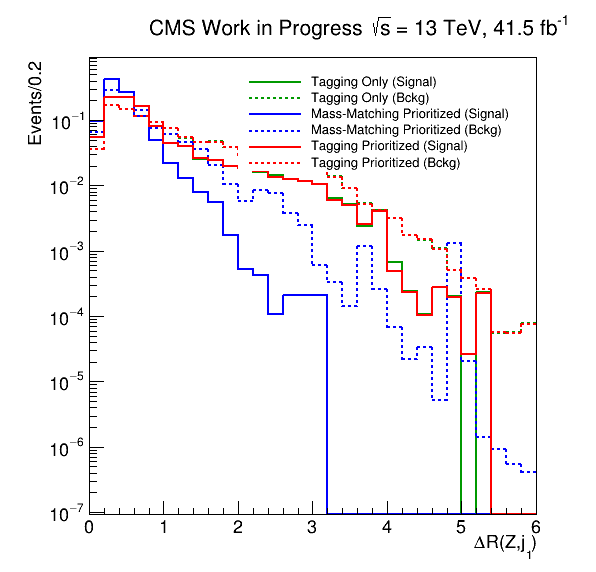 CMS Work in Progress √s = 13 TeV, 41.5 fb⁻¹
Events/0.2
Tagging Only (Signal)
Tagging Only (Bckg)
Mass-Matching Prioritized (Signal)
Mass-Matching Prioritized (Bckg)
Tagging Prioritized (Signal)
Tagging Prioritized (Bckg)
10⁻¹
10⁻²
10⁻³
10⁻⁴
10⁻⁵
10⁻⁶
10⁻⁷
0 1 2 3 4 5 6
ΔR(Z,j₁)